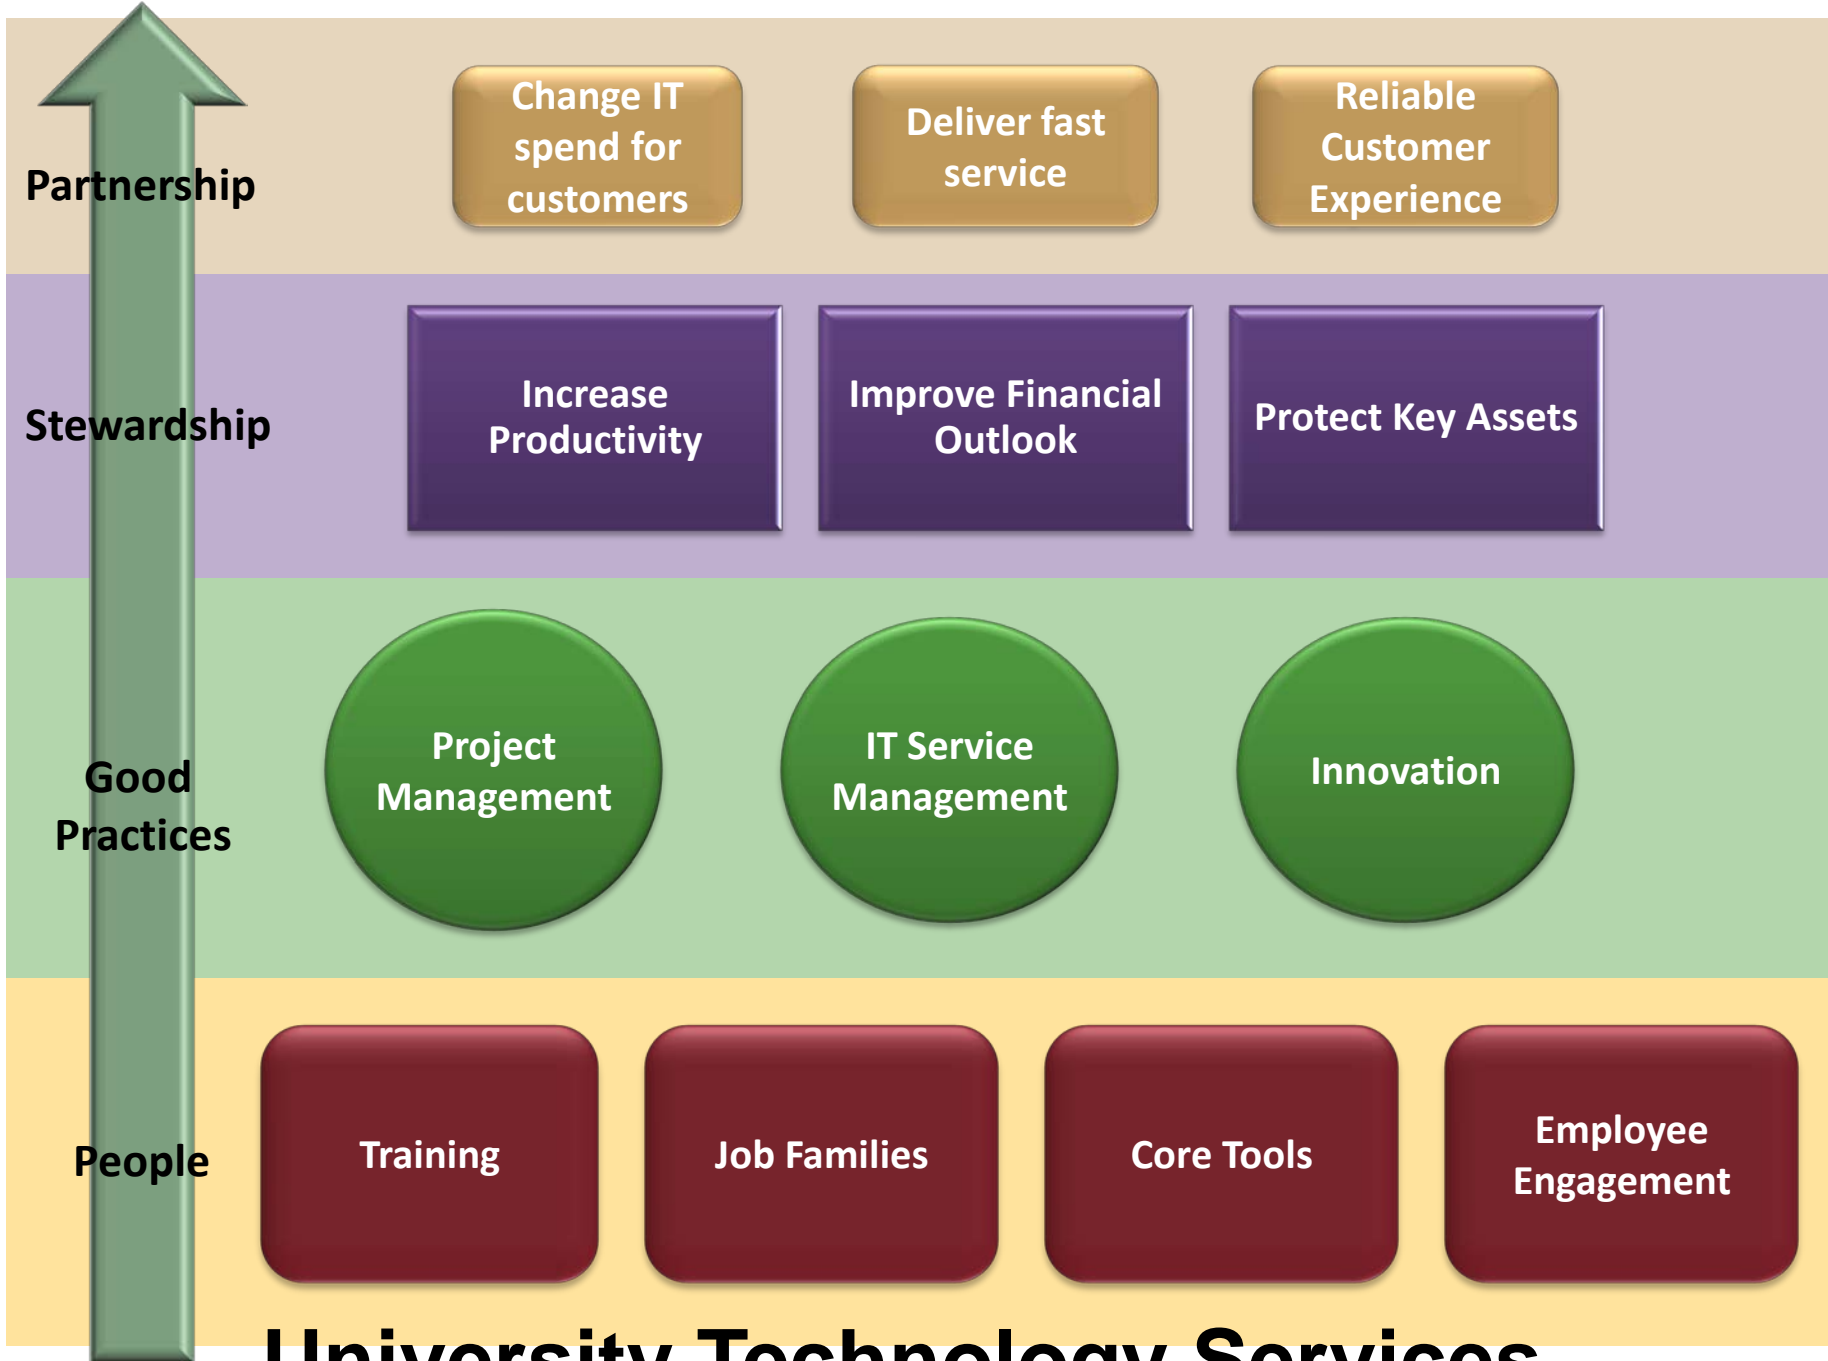 Partnership
Change IT
spend for
customers
Deliver fast
service
Reliable
Customer
Experience
Stewardship
Increase
Productivity
Improve Financial
Outlook
Protect Key Assets
Good
Practices
Project
Management
IT Service
Management
Innovation
People
Training
Job Families
Core Tools
Employee
Engagement
University Technology Services